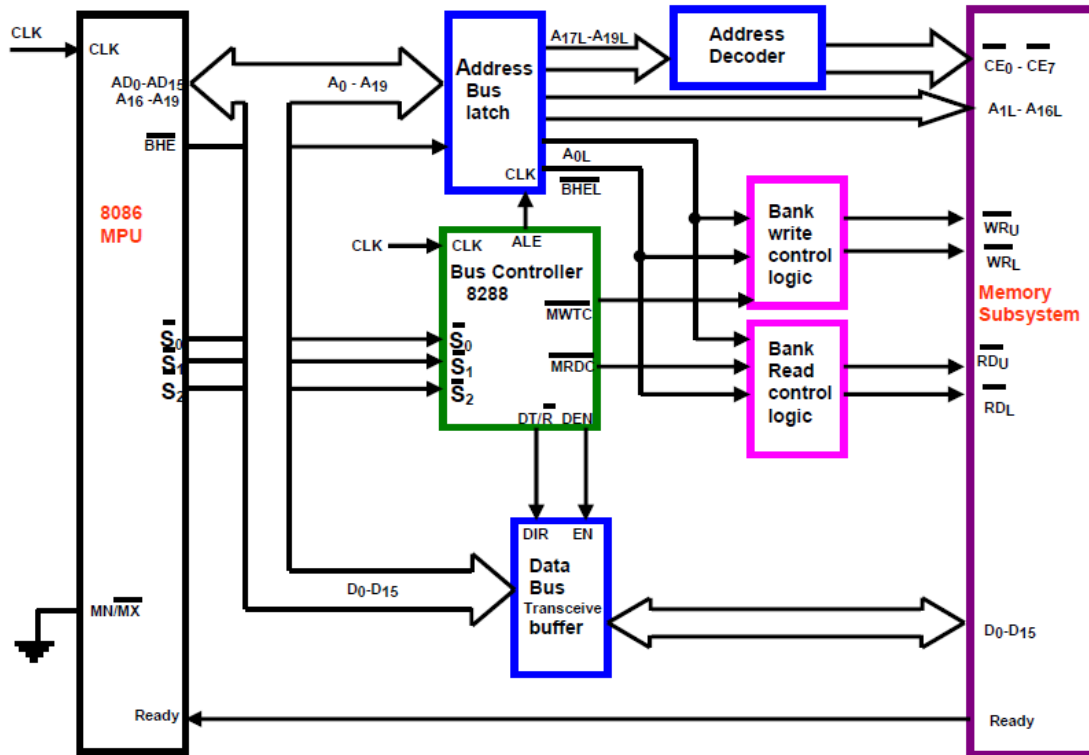 CLK
CLK
AD0-AD15
A16 -A19
BHE
8086
MPU
S0
S1
S2
MN/MX
Ready
A0 - A19
Address
Bus
latch
CLK
A17L-A19L
Address
Decoder
CE0 - CE7
A1L- A16L
A0L
BHEL
CLK
CLK
ALE
Bus Controller
8288
MWTC
MRDC
S0
S1
S2
DT/R
DEN
Bank
write
control
logic
WRU
WRL
Memory
Subsystem
Bank
Read
control
logic
RDU
RDL
DIR
EN
Data
Bus
Transceive
buffer
D0-D15
D0-D15
Ready